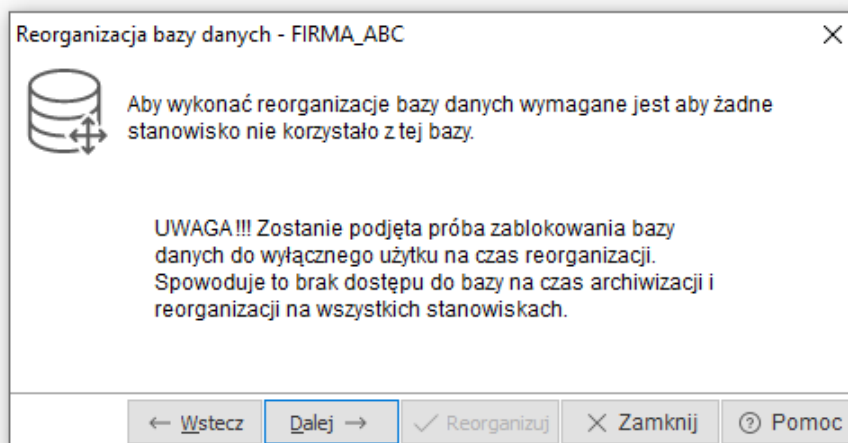 Reorganizacja bazy danych - FIRMA_ABC
Aby wykonać reorganizacje bazy danych wymagane jest aby żadne
stanowisko nie korzystało z tej bazy.
UWAGA!!! Zostanie podjęta próba zablokowania bazy
danych do wyłącznego użytku na czas reorganizacji.
Spowoduje to brak dostępu do bazy na czas archiwizacji i
reorganizacji na wszystkich stanowiskach.
Wstecz Dalej Reorganizuj Zamknij Pomoc